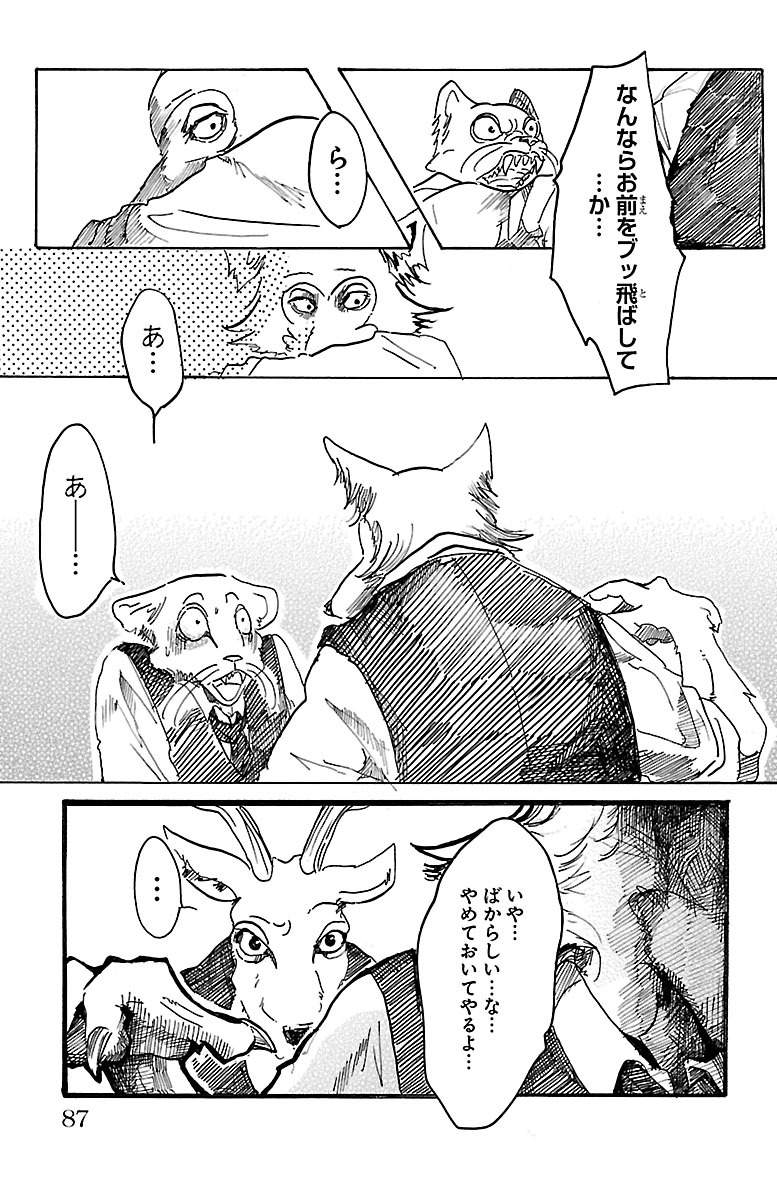 なんならお前をブッ飛ばして
…か…
ら…
あ…
あ──…
いや…
ばからしい…な…
やめておいてやるよ…
…
87